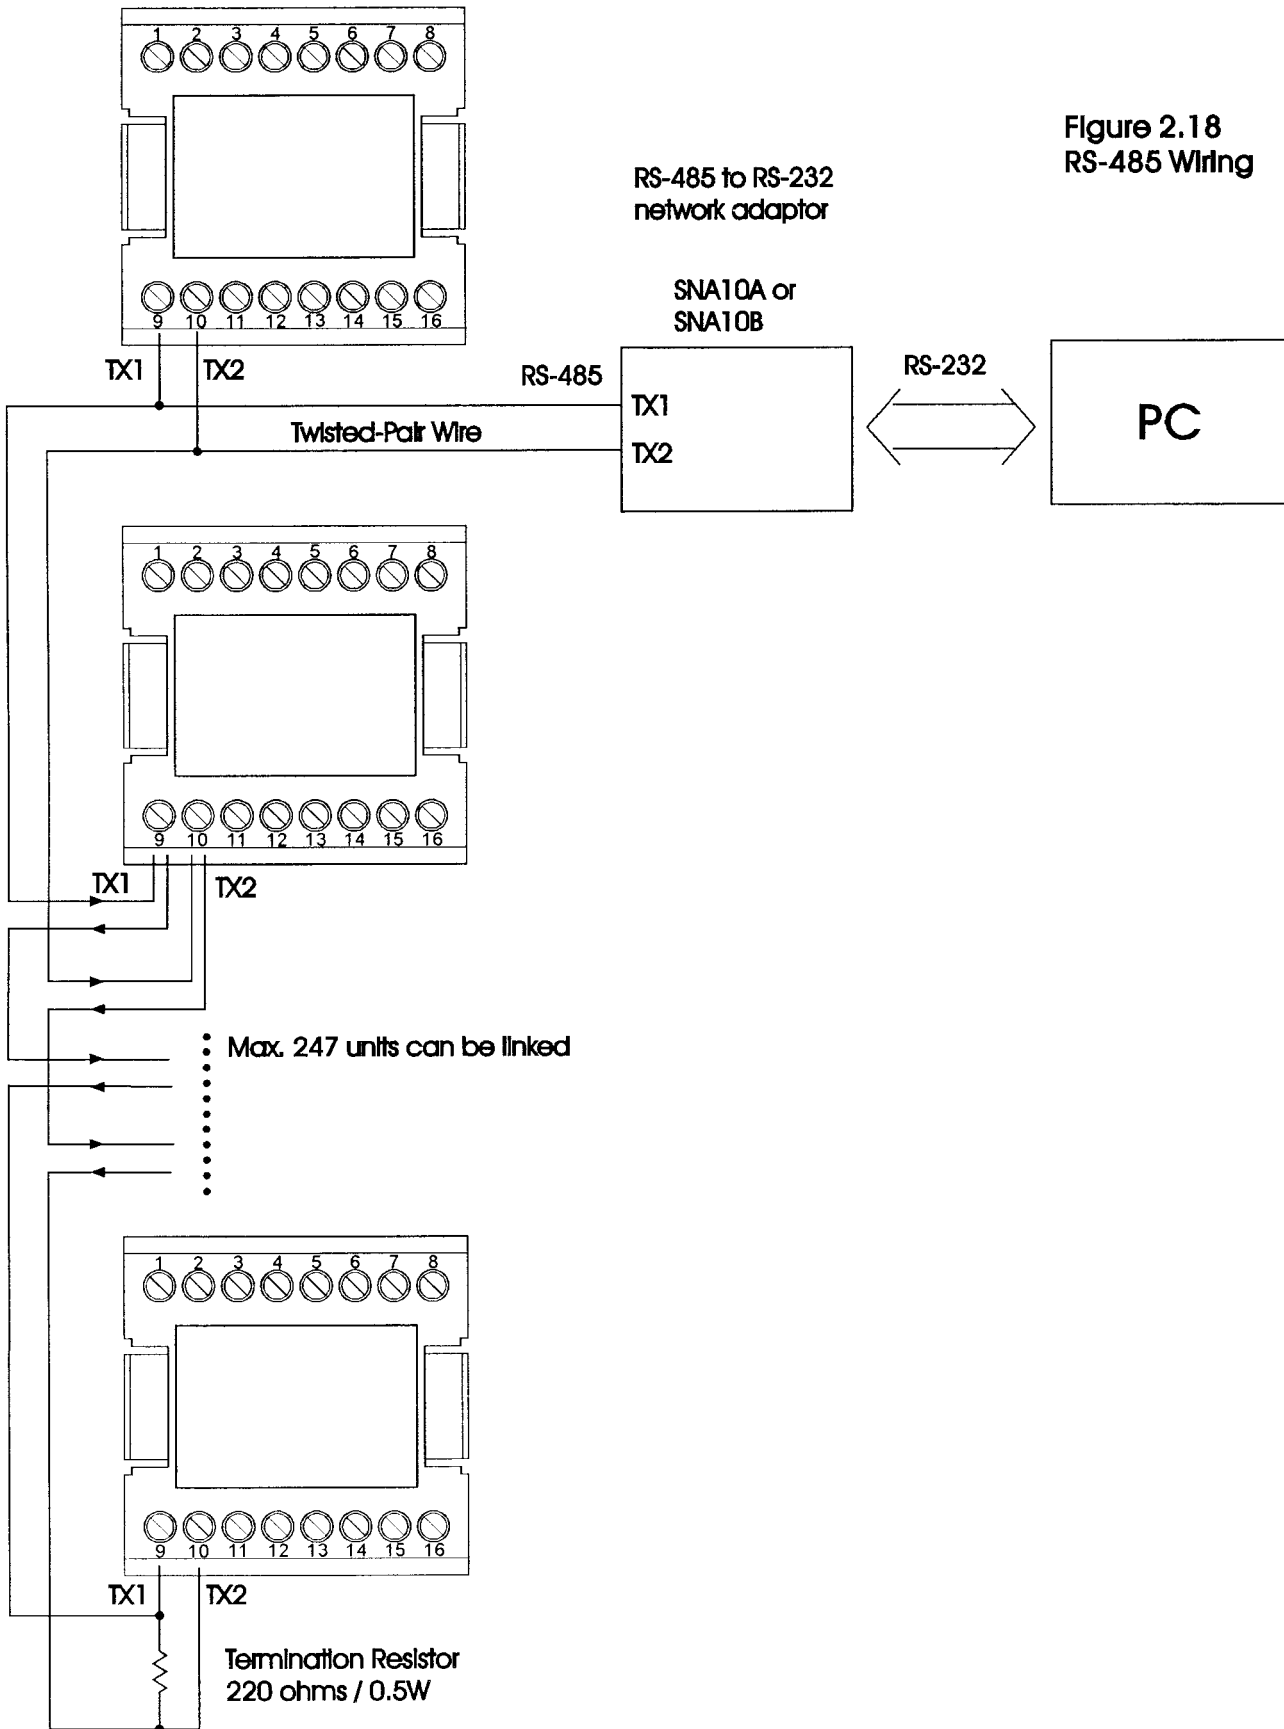 1 2 3 4 5 6 7 8
Figure 2.18
RS-485 Wiring
RS-485 to RS-232
network adaptor
SNA10A or
SNA10B
9 10 11 12 13 14 15 16
TX1 TX2
RS-485
TX1
RS-232
PC
Twisted-Pair Wire
TX2
1 2 3 4 5 6 7 8
9 10 11 12 13 14 15 16
TX1 TX2
Max. 247 units can be linked
1 2 3 4 5 6 7 8
9 10 11 12 13 14 15 16
TX1 TX2
Termination Resistor
220 ohms / 0.5W